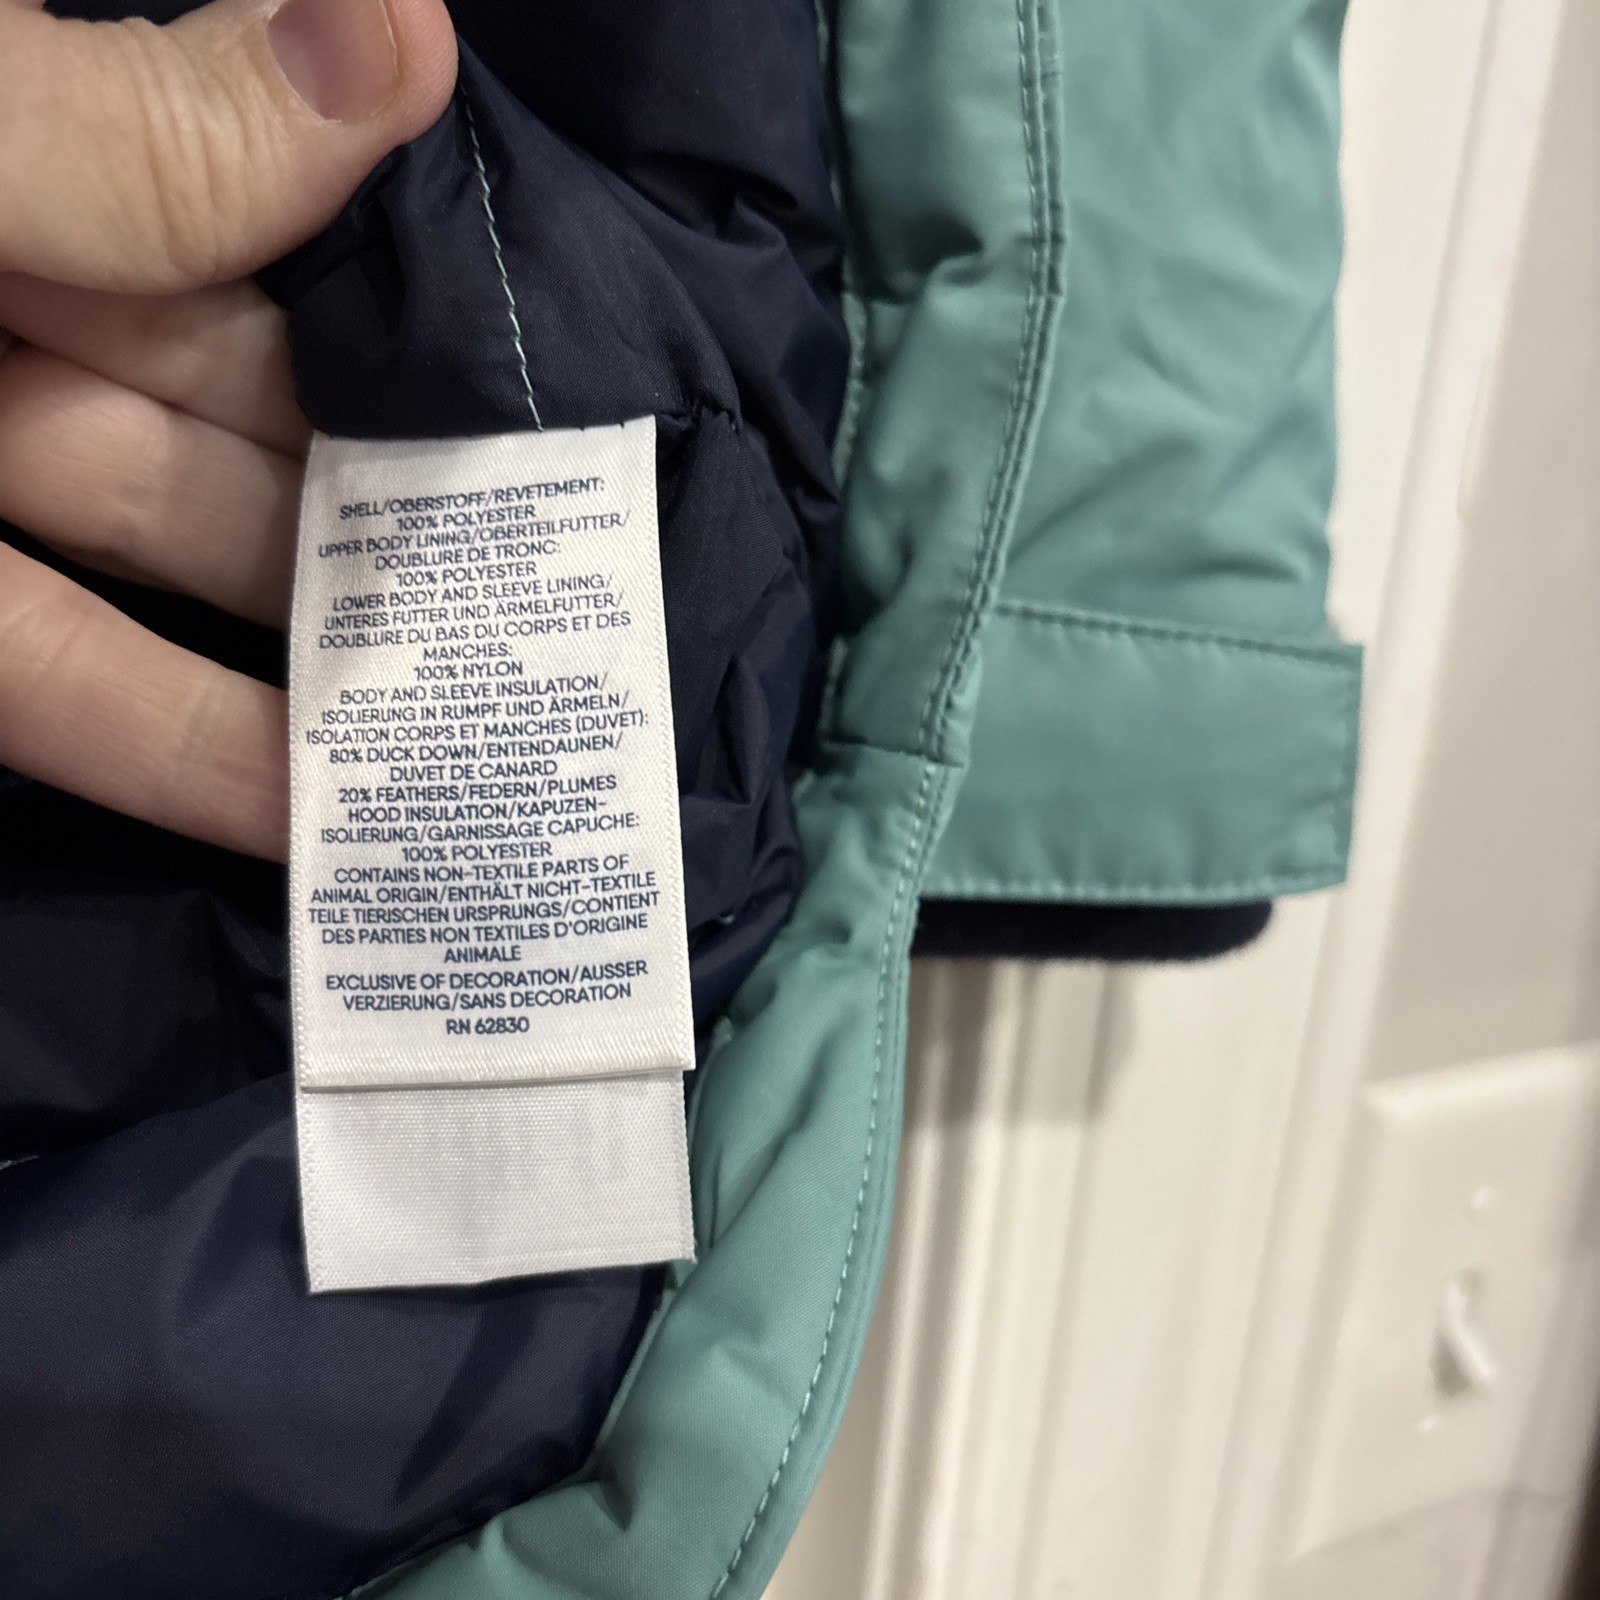 SHELL/OBERSTOFF/REVETEMENT:
100% POLYESTER
UPPER BODY LINING/OBERTEILFUTTER/
DOUBLURE DE TRONC:
100% POLYESTER
LOWER BODY AND SLEEVE LINING/
UNTERES FUTTER UND ÄRMELFUTTER/
DOUBLURE DU BAS DU CORPS ET DES
MANCHES:
100% NYLON
BODY AND SLEEVE INSULATION/
ISOLIERUNG IN RUMPF UND ÄRMELN/
ISOLATION CORPS ET MANCHES (DUVET):
80% DUCK DOWN/ENTENDAUNEN/
DUVET DE CANARD
20% FEATHERS/FEDERN/PLUMES
HOOD INSULATION/KAPUZEN-
ISOLIERUNG/GARNISSAGE CAPUCHE:
100% POLYESTER
CONTAINS NON-TEXTILE PARTS OF
ANIMAL ORIGIN/ENTHÄLT NICHT-TEXTILE
TEILE TIERISCHEN URSPRUNGS/CONTIENT
DES PARTIES NON TEXTILES D'ORIGINE
ANIMALE
EXCLUSIVE OF DECORATION/AUSSER
VERZIERUNG/SANS DECORATION
RN 62830